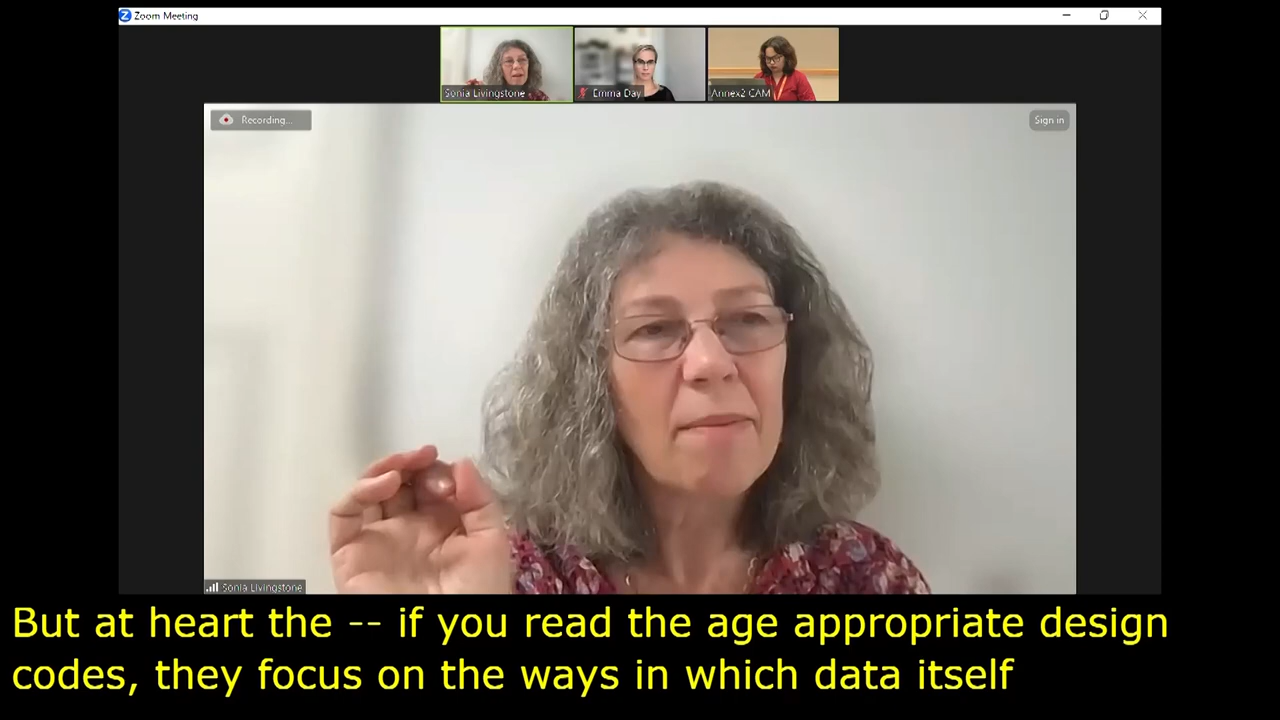 Zoom Meeting
Sonia Livingstone
Emma Day
Annex2 CAM
Recording...
Sign in
Sonia Livingstone
But at heart the -- if you read the age appropriate design
codes, they focus on the ways in which data itself